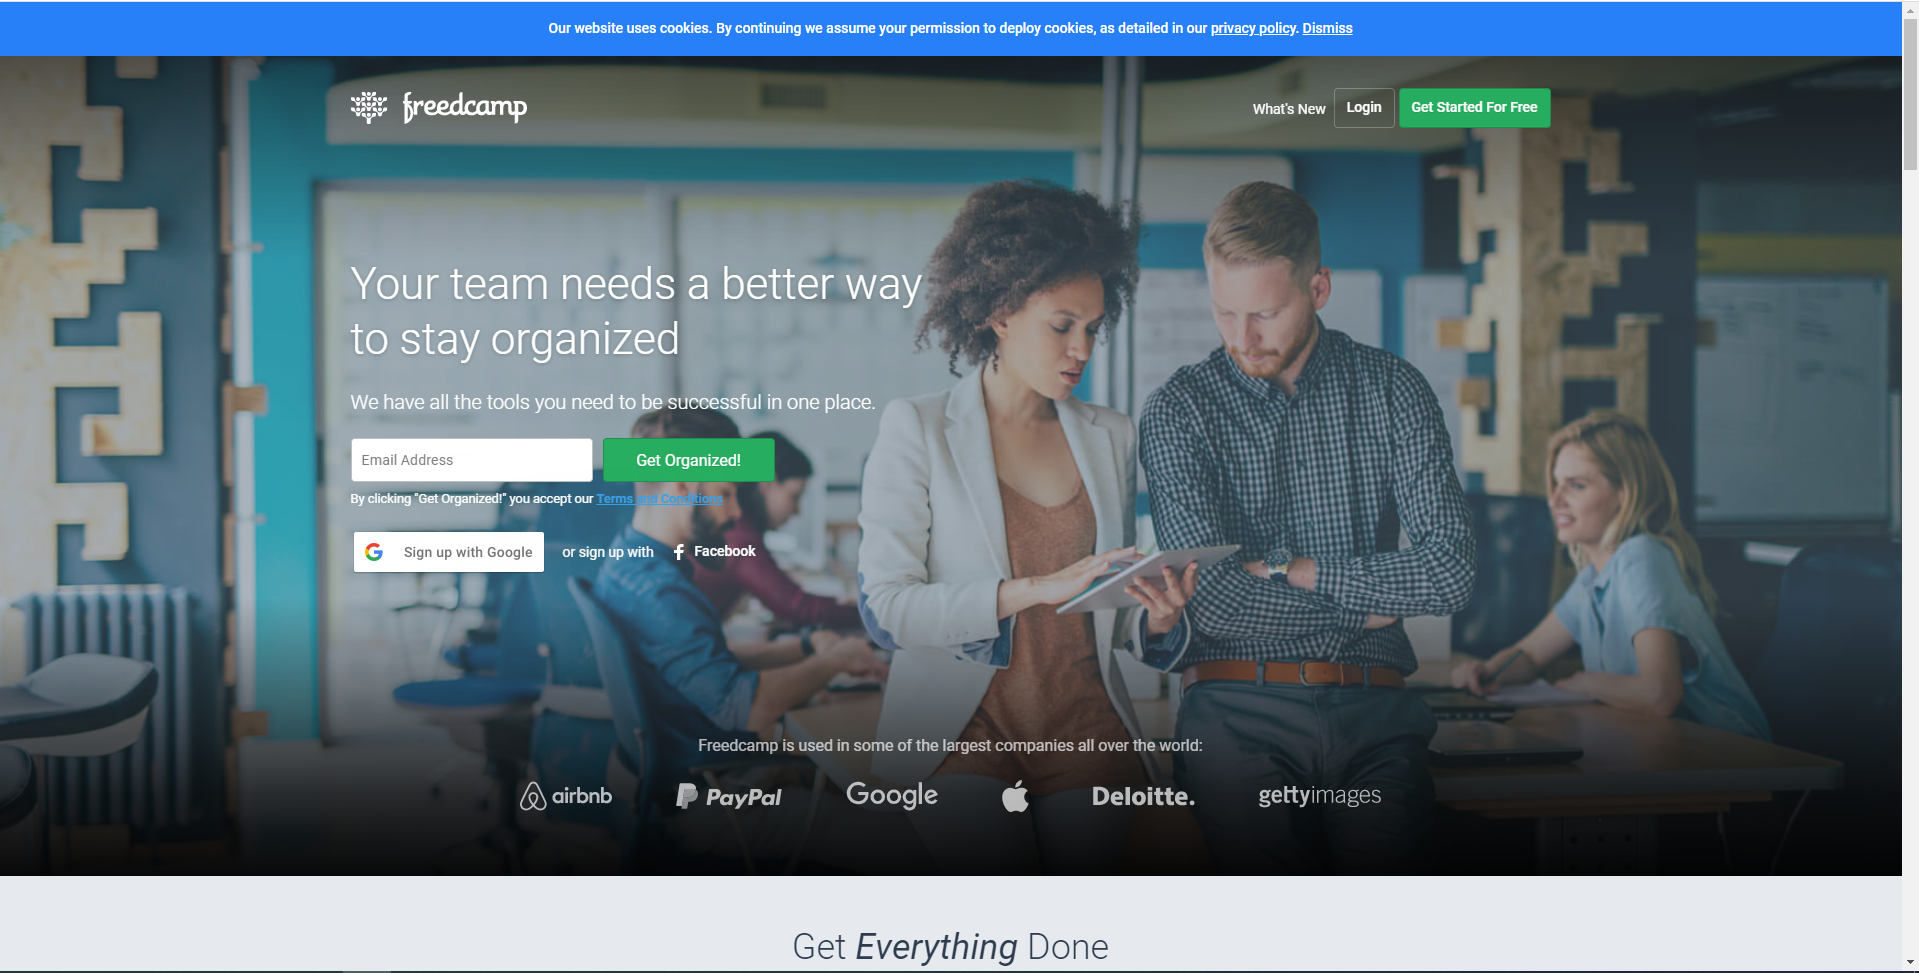 Our website uses cookies. By continuing we assume your permission to deploy cookies, as detailed in our privacy policy. Dismiss
freedcamp
What's New Login Get Started For Free
Your team needs a better way
to stay organized
We have all the tools you need to be successful in one place.
Email Address Get Organized!
By clicking "Get Organized!" you accept our Terms and Conditions
Sign up with Google or sign up with Facebook
Freedcamp is used in some of the largest companies all over the world:
airbnb PayPal Google Deloitte. gettyimages
Get Everything Done